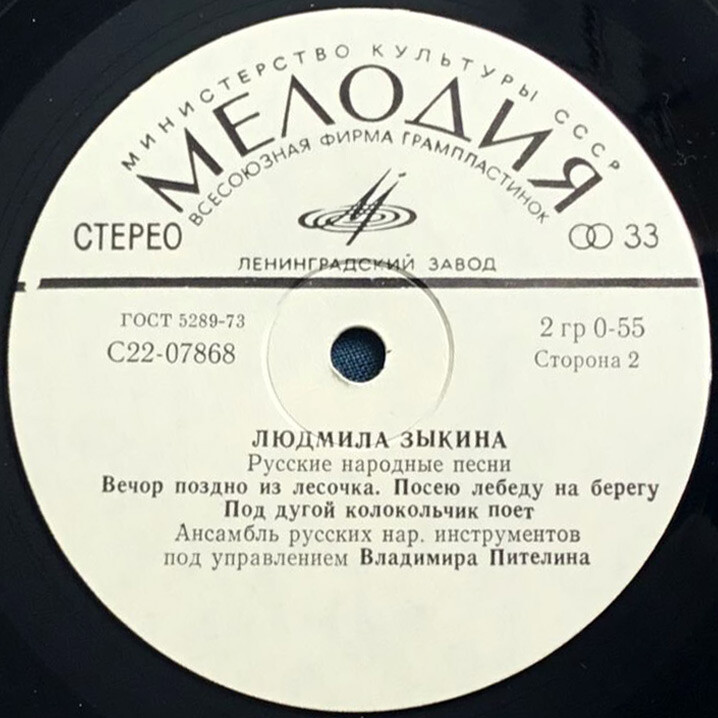 МИНИСТЕРСТВО КУЛЬТУРЫ СССР
МЕЛОДИЯ
ВСЕСОЮЗНАЯ ФИРМА ГРАМПЛАСТИНОК
СТЕРЕО
33
ЛЕНИНГРАДСКИЙ ЗАВОД
ГОСТ 5289-73
2 гр 0-55
С22-07868
Сторона 2
ЛЮДМИЛА ЗЫКИНА
Русские народные песни
Вечор поздно из лесочка. Посею лебеду на берегу
Под дугой колокольчик поет
Ансамбль русских нар. инструментов
под управлением Владимира Пителина